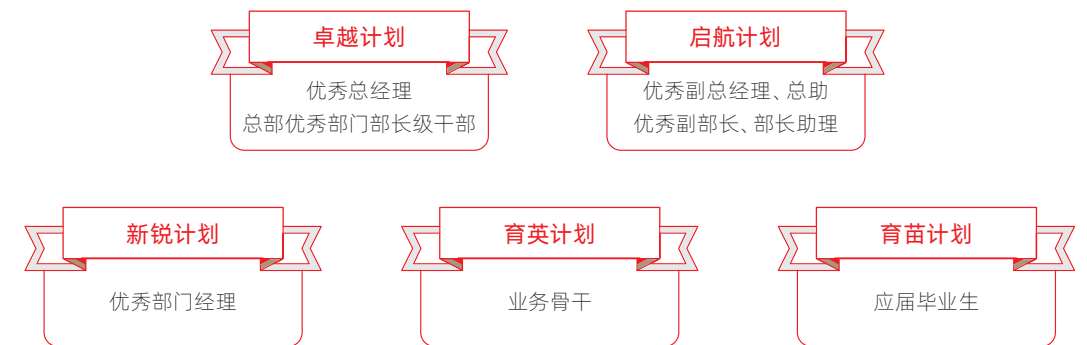 卓越计划
优秀总经理
总部优秀部门部长级干部
启航计划
优秀副总经理、总助
优秀副部长、部长助理
新锐计划
优秀部门经理
育英计划
业务骨干
育苗计划
应届毕业生